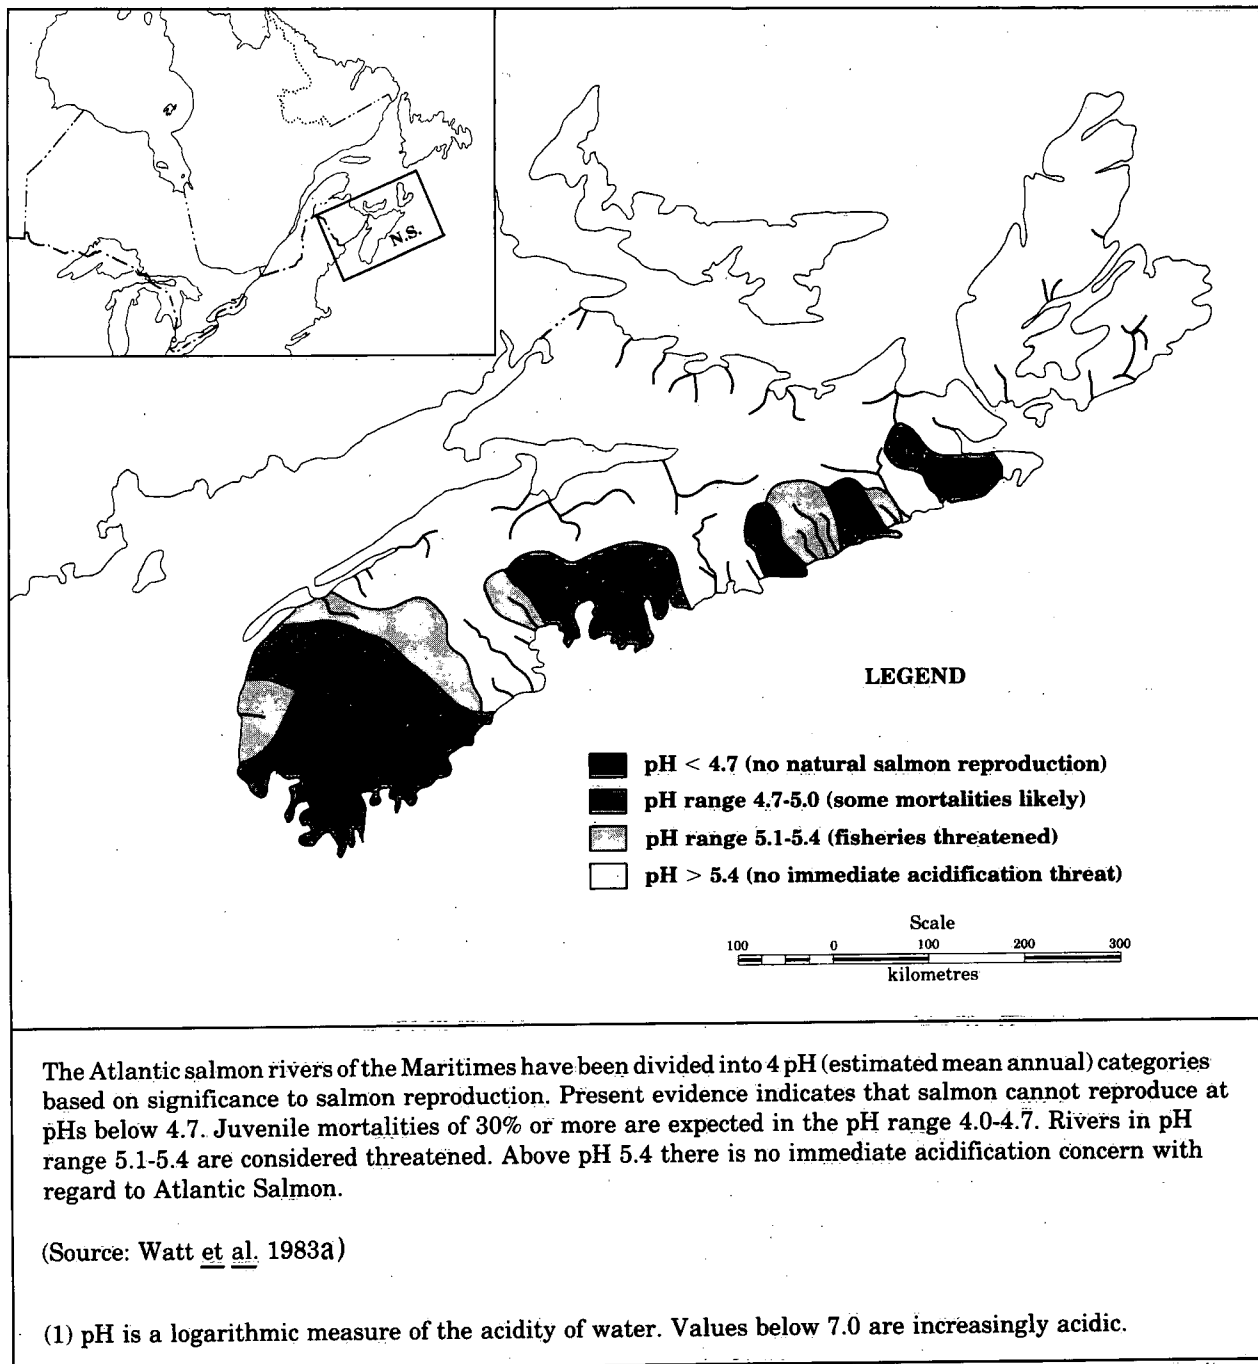 N.S.
LEGEND
pH < 4.7 (no natural salmon reproduction)
pH range 4.7-5.0 (some mortalities likely)
pH range 5.1-5.4 (fisheries threatened)
pH > 5.4 (no immediate acidification threat)
Scale
100 0 100 200 300
kilometres
The Atlantic salmon rivers of the Maritimes have been divided into 4 pH (estimated mean annual) categories
based on significance to salmon reproduction. Present evidence indicates that salmon cannot reproduce at
pHs below 4.7. Juvenile mortalities of 30% or more are expected in the pH range 4.0-4.7. Rivers in pH
range 5.1-5.4 are considered threatened. Above pH 5.4 there is no immediate acidification concern with
regard to Atlantic Salmon.
(Source: Watt et al. 1983a)
(1) pH is a logarithmic measure of the acidity of water. Values below 7.0 are increasingly acidic.